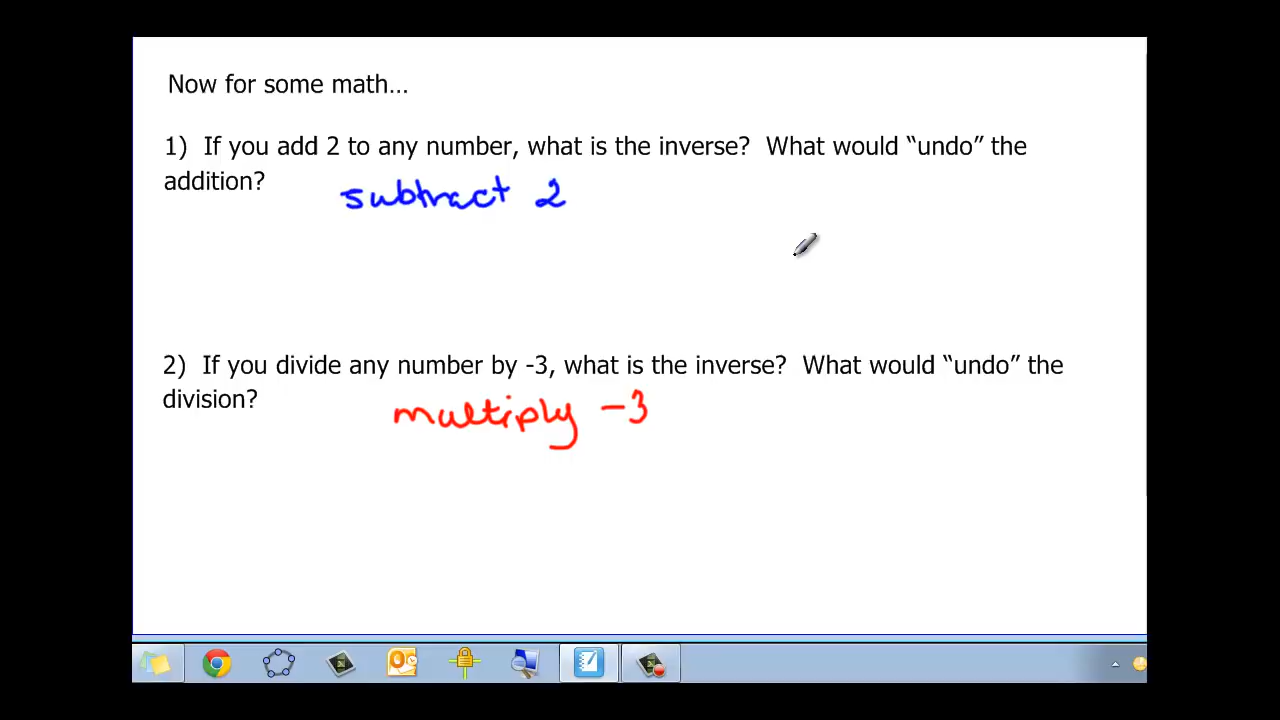 Now for some math…
1) If you add 2 to any number, what is the inverse? What would “undo” the
addition?
subtract 2
2) If you divide any number by -3, what is the inverse? What would “undo” the
division?
multiply -3